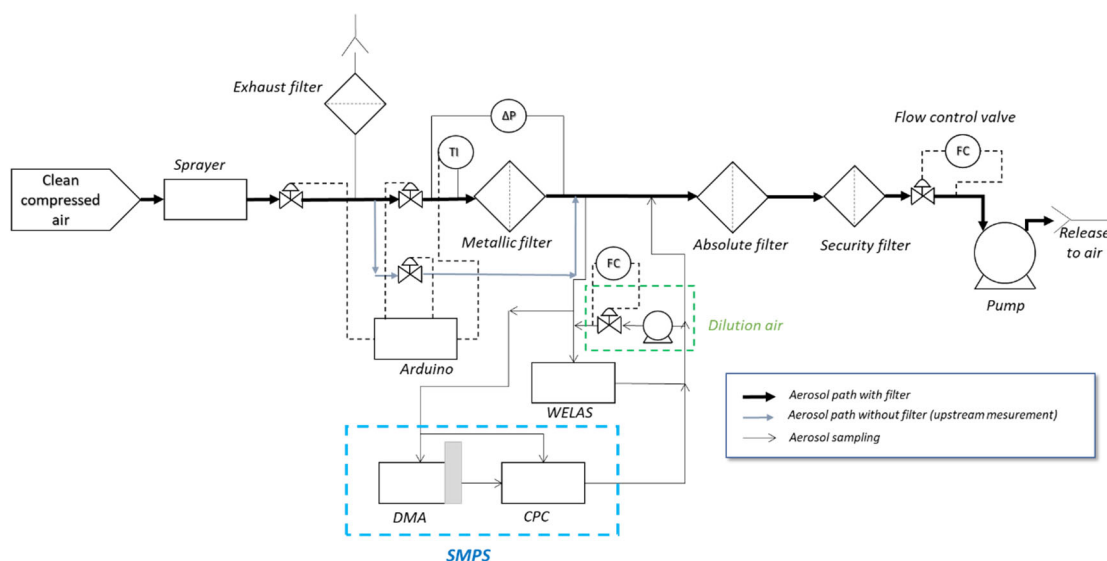 Exhaust filter
ΔP
Flow control valve
Sprayer
TI
FC
Clean
compressed
air
Metallic filter
Absolute filter
Security filter
Release
to air
FC
Pump
Dilution air
Arduino
WELAS
Aerosol path with filter
Aerosol path without filter (upstream mesurement)
Aerosol sampling
DMA
CPC
SMPS